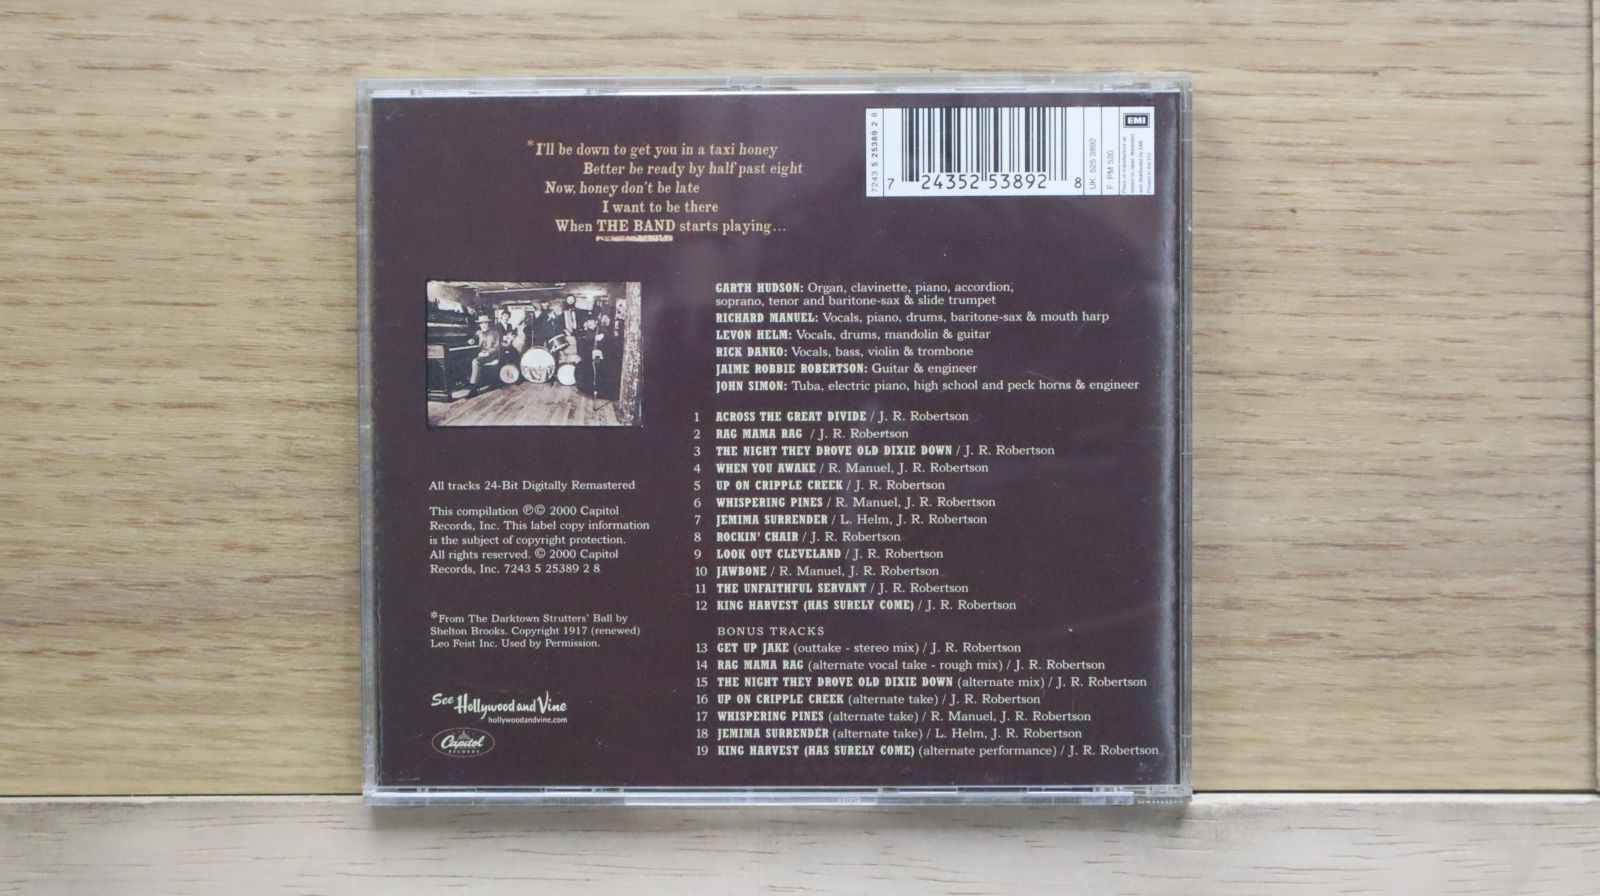 *I'll be down to get you in a taxi honey
Better be ready by half past eight
Now, honey don't be late
I want to be there
When THE BAND starts playing...
7243 5 25389 2 8
7 24352 53892 8
UK: 525 3892
F PM 520
EMI
GARTH HUDSON: Organ, clavinette, piano, accordion,
soprano, tenor and baritone-sax & slide trumpet
RICHARD MANUEL: Vocals, piano, drums, baritone-sax & mouth harp
LEVON HELM: Vocals, drums, mandolin & guitar
RICK DANKO: Vocals, bass, violin & trombone
JAIME ROBBIE ROBERTSON: Guitar & engineer
JOHN SIMON: Tuba, electric piano, high school and peck horns & engineer
1 ACROSS THE GREAT DIVIDE / J. R. Robertson
2 RAG MAMA RAG / J. R. Robertson
3 THE NIGHT THEY DROVE OLD DIXIE DOWN / J. R. Robertson
4 WHEN YOU AWAKE / R. Manuel, J. R. Robertson
5 UP ON CRIPPLE CREEK / J. R. Robertson
6 WHISPERING PINES / R. Manuel, J. R. Robertson
7 JEMIMA SURRENDER / L. Helm, J. R. Robertson
8 ROCKIN' CHAIR / J. R. Robertson
9 LOOK OUT CLEVELAND / J. R. Robertson
10 JAWBONE / R. Manuel, J. R. Robertson
11 THE UNFAITHFUL SERVANT / J. R. Robertson
12 KING HARVEST (HAS SURELY COME) / J. R. Robertson
BONUS TRACKS
13 GET UP JAKE (outtake - stereo mix) / J. R. Robertson
14 RAG MAMA RAG (alternate vocal take - rough mix) / J. R. Robertson
15 THE NIGHT THEY DROVE OLD DIXIE DOWN (alternate mix) / J. R. Robertson
16 UP ON CRIPPLE CREEK (alternate take) / J. R. Robertson
17 WHISPERING PINES (alternate take) / R. Manuel, J. R. Robertson
18 JEMIMA SURRENDER (alternate take) / L. Helm, J. R. Robertson
19 KING HARVEST (HAS SURELY COME) (alternate performance) / J. R. Robertson
All tracks 24-Bit Digitally Remastered
This compilation ℗© 2000 Capitol
Records, Inc. This label copy information
is the subject of copyright protection.
All rights reserved. © 2000 Capitol
Records, Inc. 7243 5 25389 2 8
*From The Darktown Strutters' Ball by
Shelton Brooks. Copyright 1917 (renewed)
Leo Feist Inc. Used by Permission.
See Hollywood and Vine
hollywoodandvine.com
Capitol
RECORDS